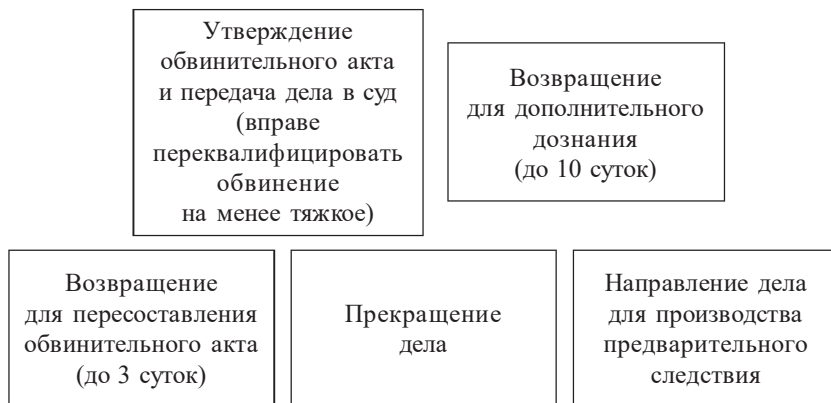 Утверждение
обвинительного акта
и передача дела в суд
(вправе
переквалифицировать
обвинение
на менее тяжкое)
Возвращение
для дополнительного
дознания
(до 10 суток)
Возвращение
для пересоставления
обвинительного акта
(до 3 суток)
Прекращение
дела
Направление дела
для производства
предварительного
следствия